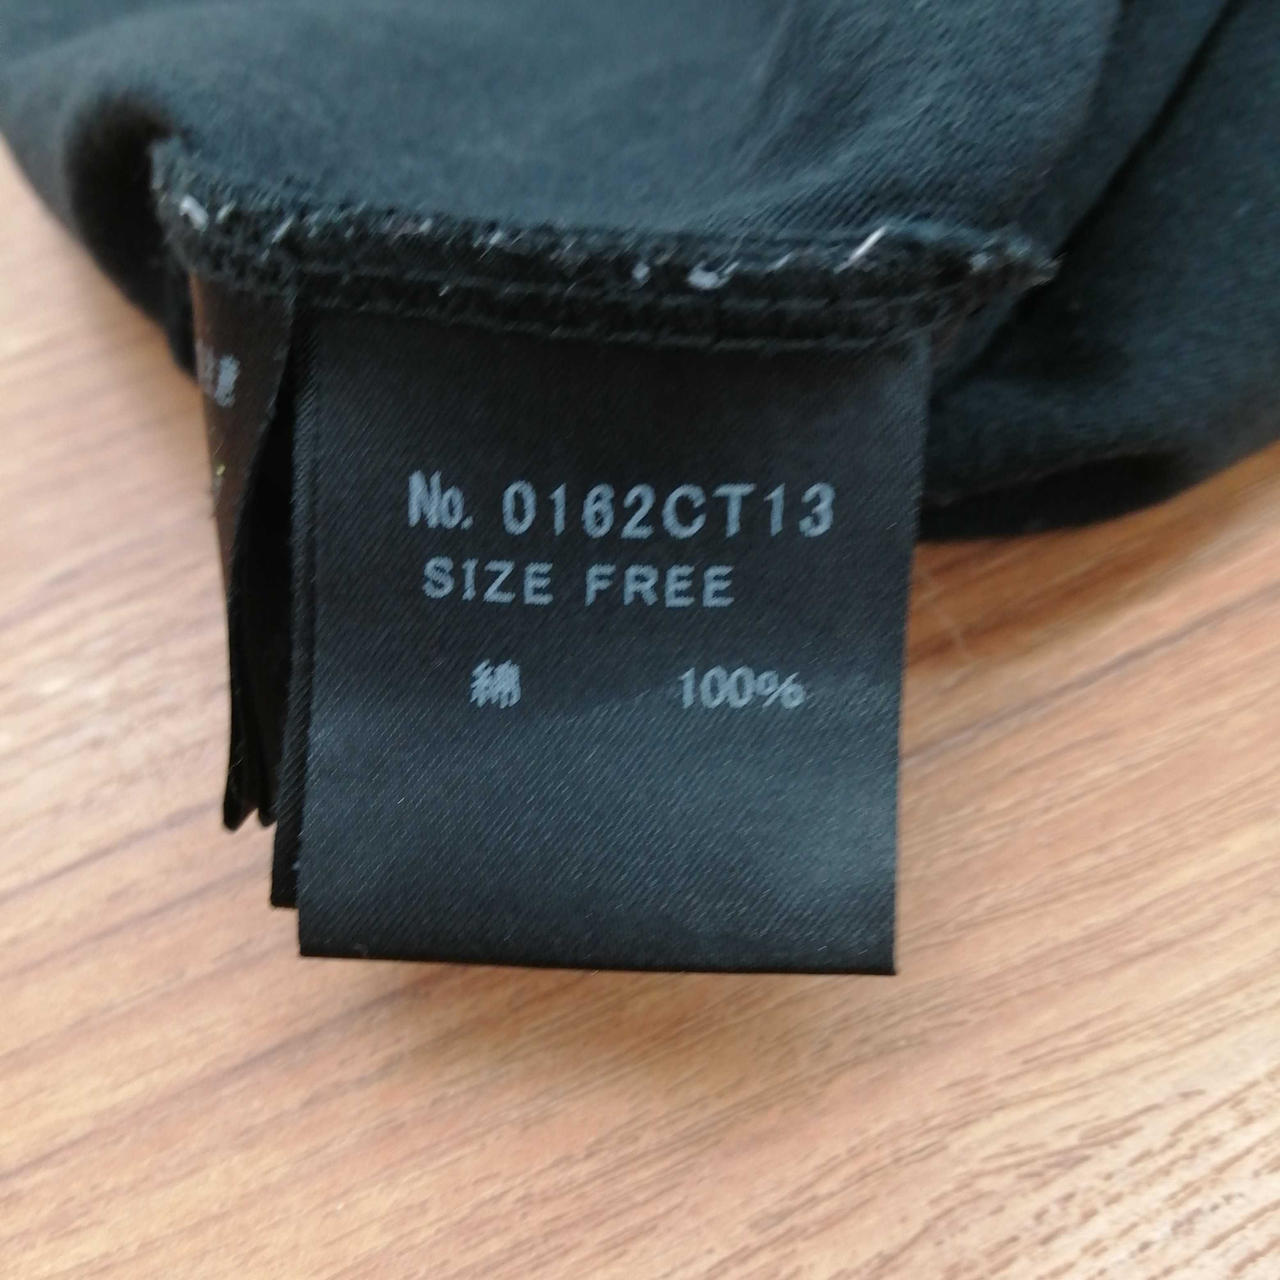 No. 0162CT13
SIZE FREE
綿 100%